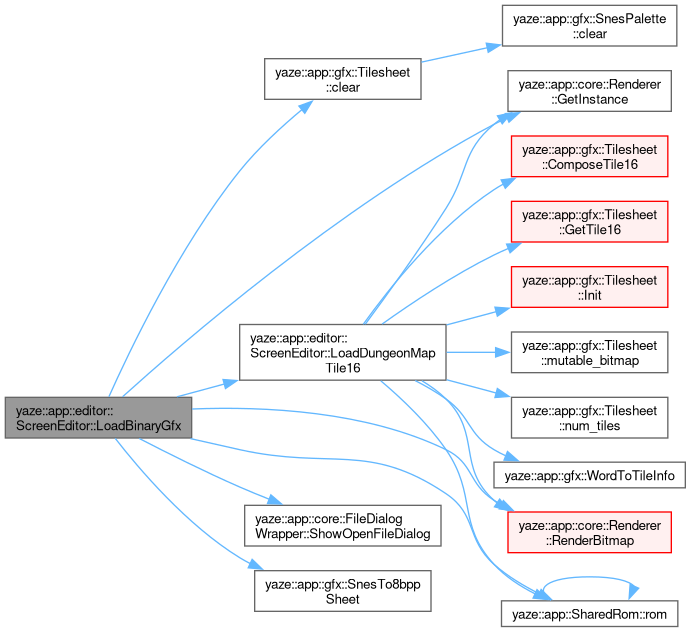 yaze::app::gfx::SnesPalette
::clear
yaze::app::gfx::Tilesheet
::clear
yaze::app::core::Renderer
::GetInstance
yaze::app::gfx::Tilesheet
::ComposeTile16
yaze::app::gfx::Tilesheet
::GetTile16
yaze::app::gfx::Tilesheet
::Init
yaze::app::editor::
ScreenEditor::LoadDungeonMap
Tile16
yaze::app::gfx::Tilesheet
::mutable_bitmap
yaze::app::gfx::Tilesheet
::num_tiles
yaze::app::editor::
ScreenEditor::LoadBinaryGfx
yaze::app::gfx::WordToTileInfo
yaze::app::core::FileDialog
Wrapper::ShowOpenFileDialog
yaze::app::core::Renderer
::RenderBitmap
yaze::app::gfx::SnesTo8bpp
Sheet
yaze::app::SharedRom::rom